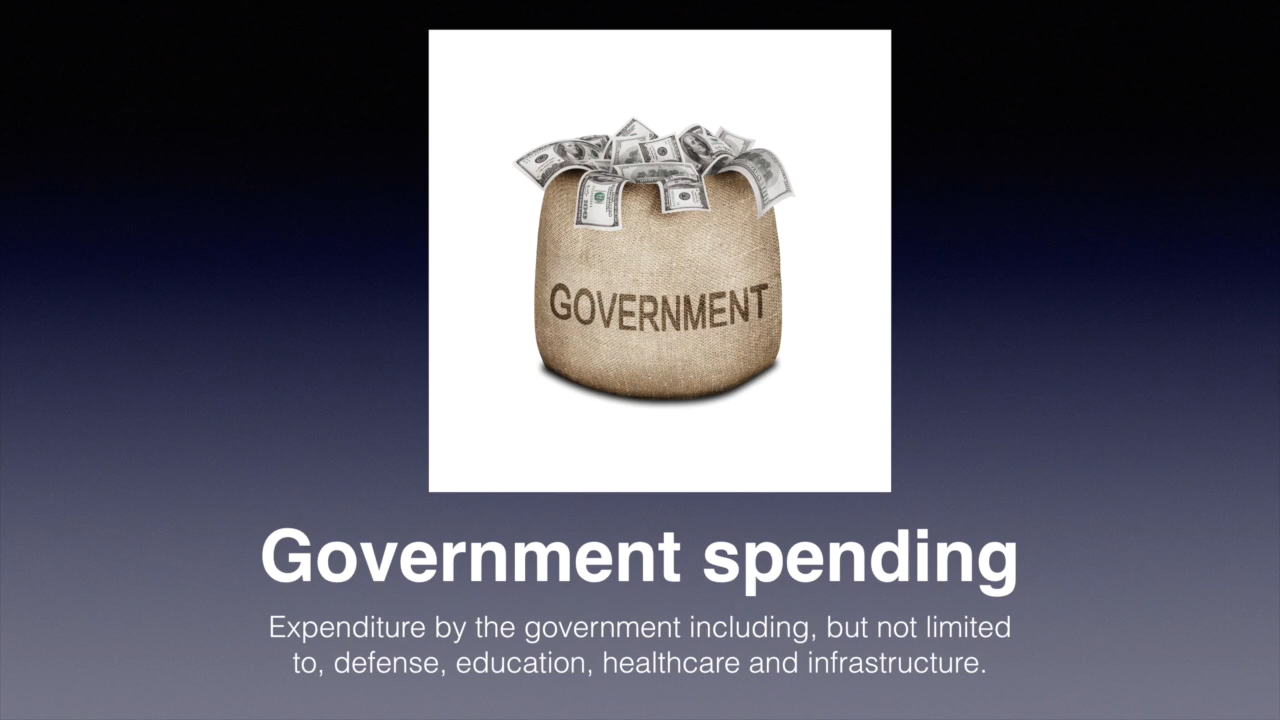 GOVERNMENT
Government spending
Expenditure by the government including, but not limited
to, defense, education, healthcare and infrastructure.